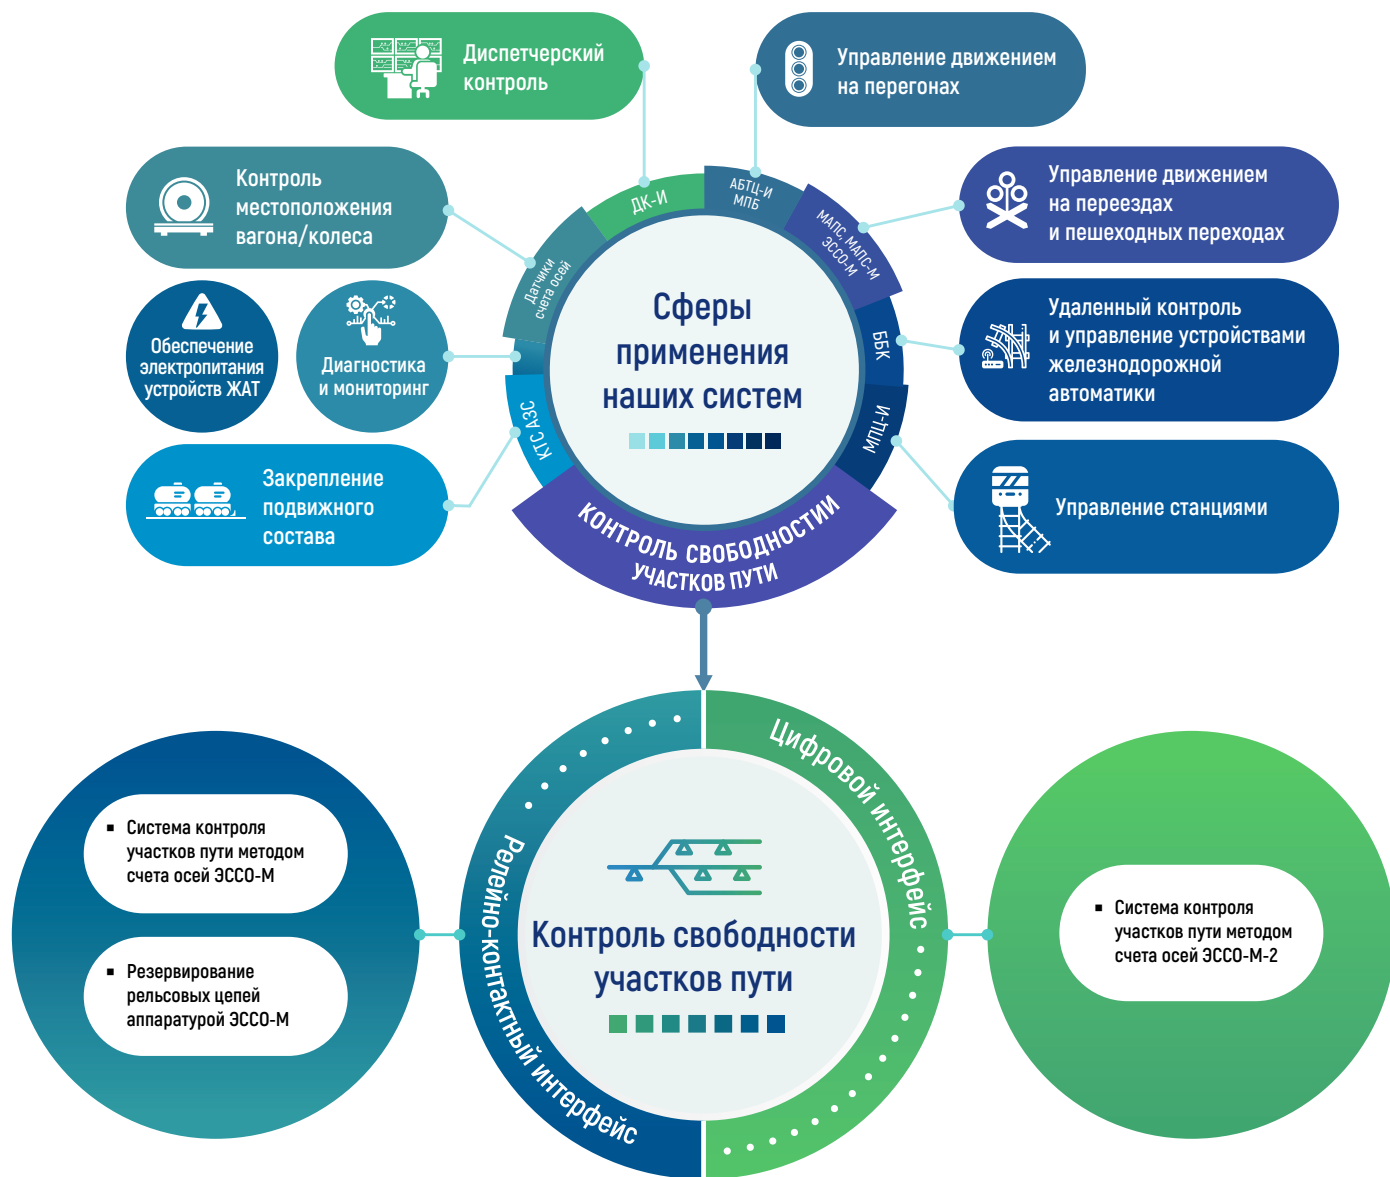 Диспетчерский
контроль
Управление движением
на перегонах
Контроль
местоположения
вагона/колеса
Управление движением
на переездах
и пешеходных переходах
Обеспечение
электропитания
устройств ЖАТ
Диагностика
и мониторинг
Удаленный контроль
и управление устройствами
железнодорожной
автоматики
Закрепление
подвижного
состава
Управление станциями
КТС АЗС
Датчики
счета осей
ДК-И
АБТЦ-И
МПБ
МАПС, МАПС-М
ЭССО-М
ББК
МПЦ-И
Сферы
применения
наших систем
КОНТРОЛЬ СВОБОДНОСТИИ
УЧАСТКОВ ПУТИ
Релейно-контактный интерфейс
Цифровой интерфейс
Контроль свободности
участков пути
▪ Система контроля
участков пути методом
счета осей ЭССО-М
▪ Резервирование
рельсовых цепей
аппаратурой ЭССО-М
▪ Система контроля
участков пути методом
счета осей ЭССО-М-2